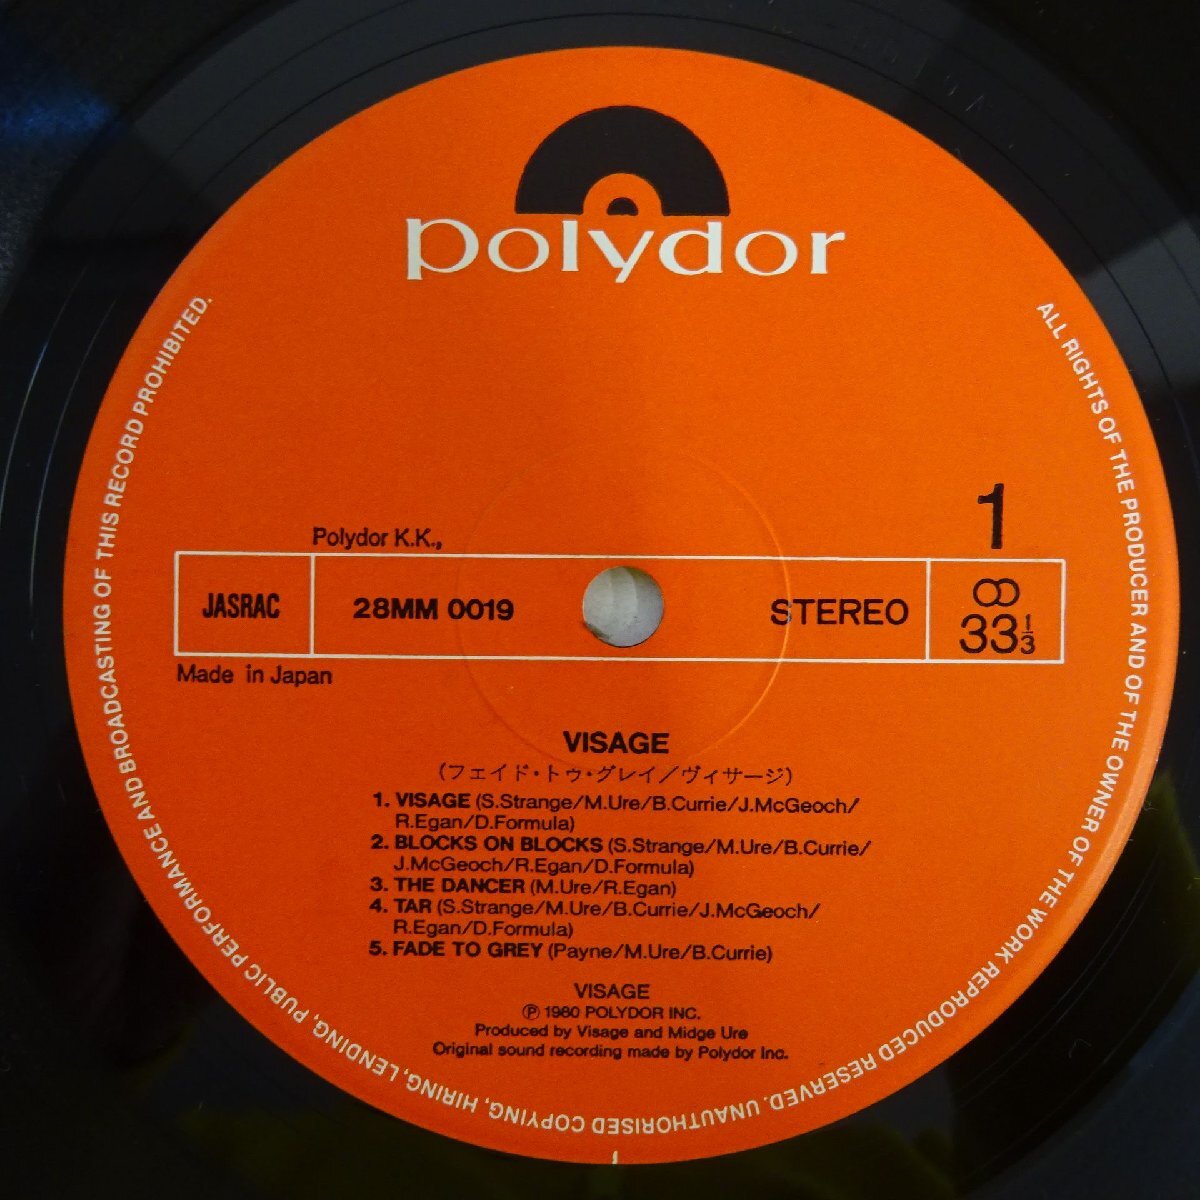 polydor
ALL RIGHTS OF THE PRODUCER AND OF THE OWNER OF THE WORK REPRODUCED RESERVED. UNAUTHORISED COPYING, HIRING, LENDING, PUBLIC PERFORMANCE AND BROADCASTING OF THIS RECORD PROHIBITED.
1
Polydor K.K.,
JASRAC
28MM 0019
STEREO
33⅓
Made in Japan
VISAGE
(フェイド・トゥ・グレイ/ヴィサージ)
1. VISAGE (S.Strange/M.Ure/B.Currie/J.McGeoch/
R.Egan/D.Formula)
2. BLOCKS ON BLOCKS (S.Strange/M.Ure/B.Currie/
J.McGeoch/R.Egan/D.Formula)
3. THE DANCER (M.Ure/R.Egan)
4. TAR (S.Strange/M.Ure/B.Currie/J.McGeoch/
R.Egan/D.Formula)
5. FADE TO GREY (Payne/M.Ure/B.Currie)
VISAGE
Ⓟ 1980 POLYDOR INC.
Produced by Visage and Midge Ure
Original sound recording made by Polydor Inc.